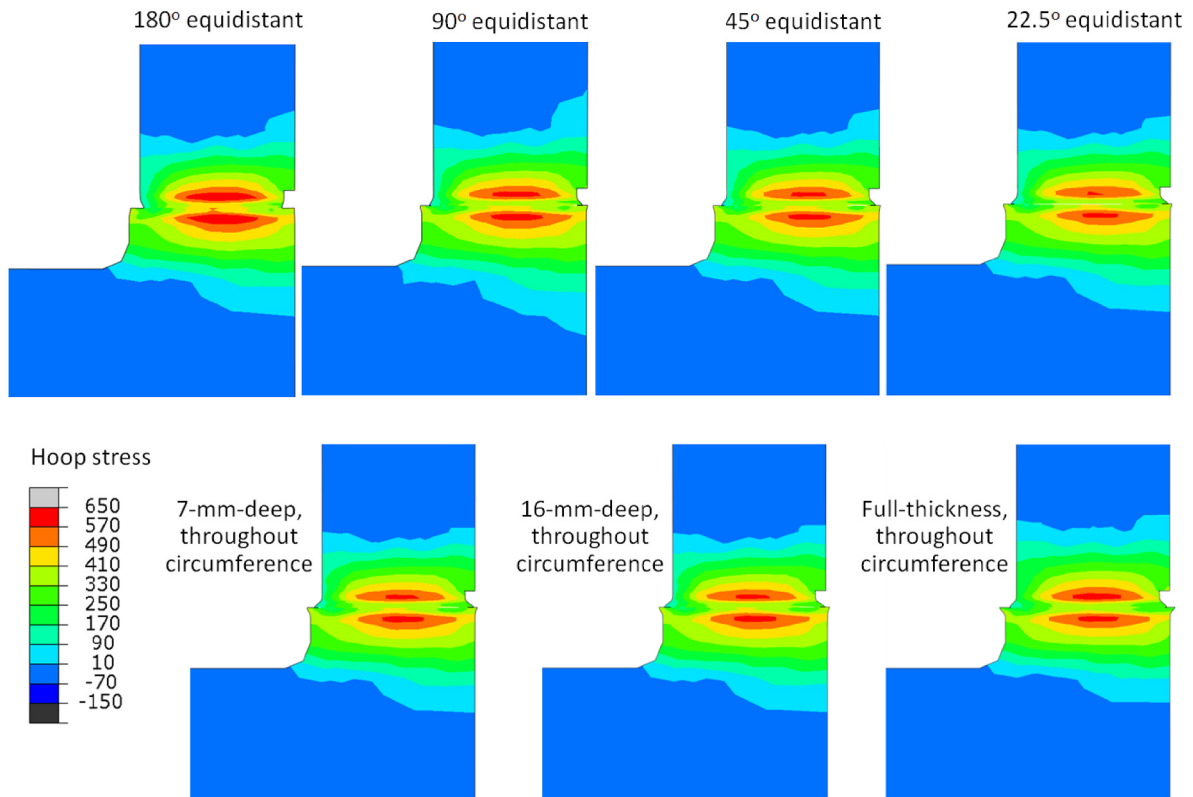 180° equidistant
90° equidistant
45° equidistant
22.5° equidistant
Hoop stress
650
570
490
410
330
250
170
90
10
-70
-150
7-mm-deep,
throughout
circumference
16-mm-deep,
throughout
circumference
Full-thickness,
throughout
circumference